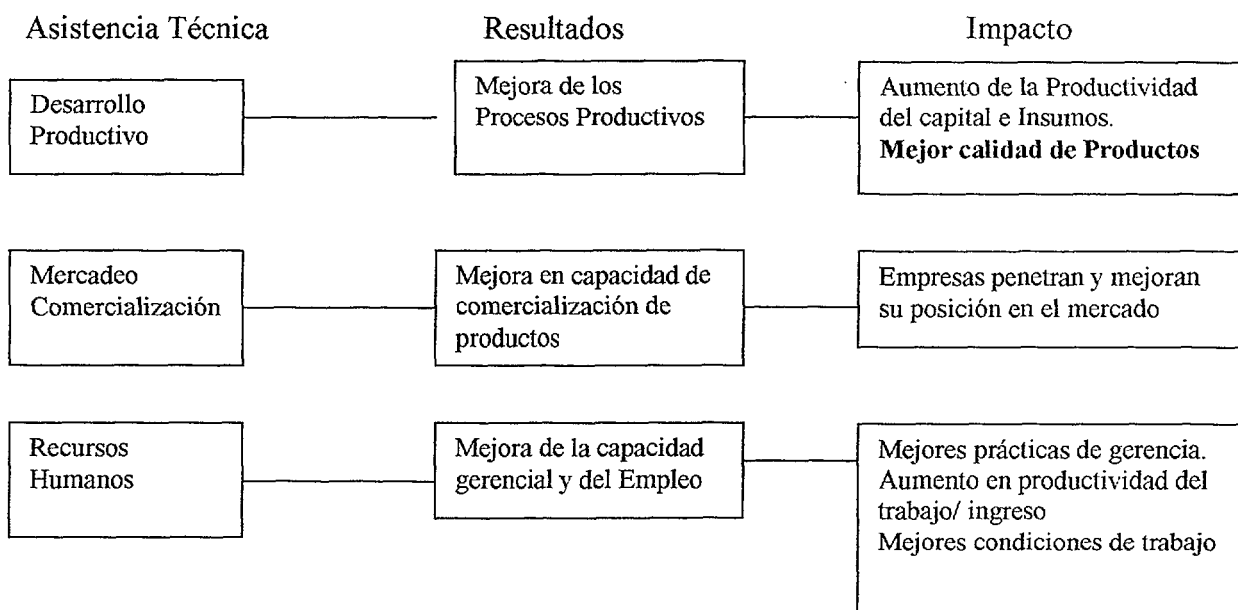 Asistencia Técnica
Resultados
Impacto
Desarrollo
Productivo
Mejora de los
Procesos Productivos
Aumento de la Productividad
del capital e Insumos.
Mejor calidad de Productos
Mercadeo
Comercialización
Mejora en capacidad de
comercialización de
productos
Empresas penetran y mejoran
su posición en el mercado
Recursos
Humanos
Mejora de la capacidad
gerencial y del Empleo
Mejores prácticas de gerencia.
Aumento en productividad del
trabajo/ ingreso
Mejores condiciones de trabajo